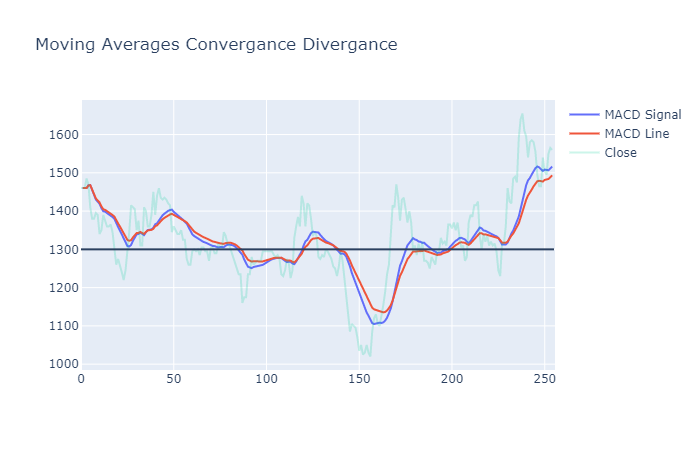 Moving Averages Convergance Divergance
MACD Signal
MACD Line
Close
1600
1500
1400
1300
1200
1100
1000
0 50 100 150 200 250